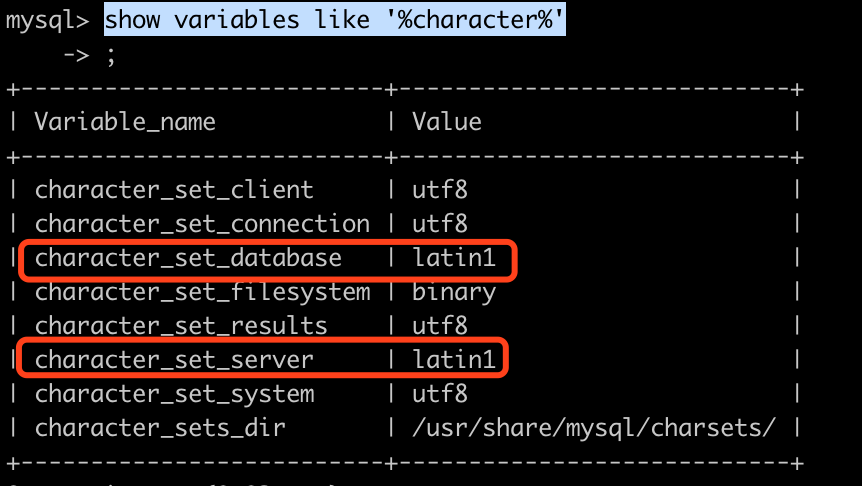 mysql> show variables like '%character%'
    -> ;
+--------------------------+----------------------------+
| Variable_name            | Value                      |
+--------------------------+----------------------------+
| character_set_client     | utf8                       |
| character_set_connection | utf8                       |
| character_set_database   | latin1                     |
| character_set_filesystem | binary                     |
| character_set_results    | utf8                       |
| character_set_server     | latin1                     |
| character_set_system     | utf8                       |
| character_sets_dir       | /usr/share/mysql/charsets/ |
+--------------------------+----------------------------+